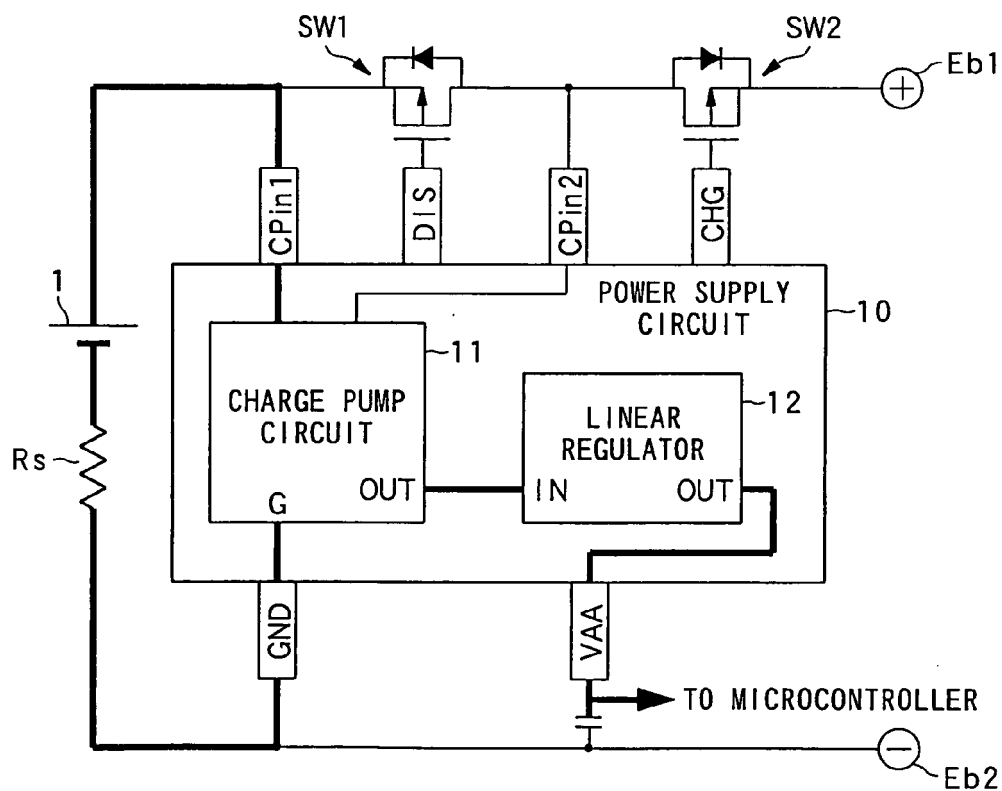 SW1
SW2
Eb1
+
CPin1
DIS
CPin2
CHG
1
POWER SUPPLY
CIRCUIT
10
11
CHARGE PUMP
CIRCUIT
12
LINEAR
REGULATOR
Rs
OUT
IN
OUT
G
GND
VAA
TO MICROCONTROLLER
−
Eb2